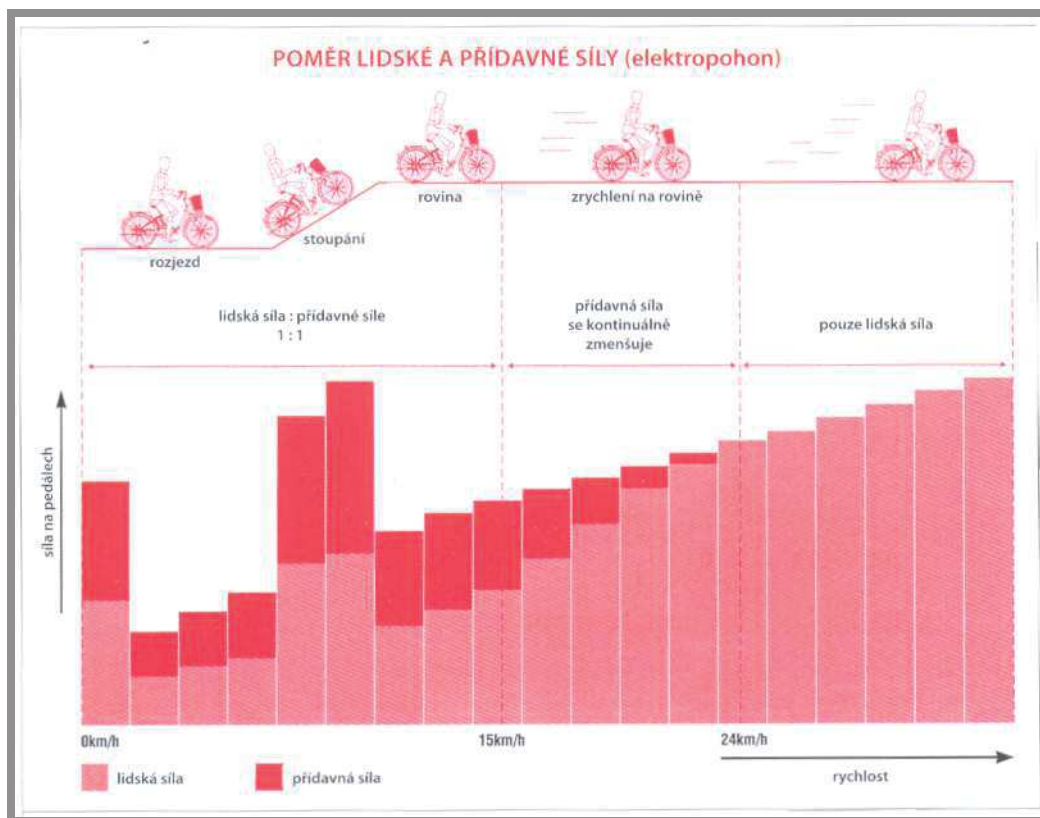 POMĚR LIDSKÉ A PŘÍDAVNÉ SÍLY (elektropohon)
rozjezd
stoupání
rovina
zrychlení na rovině
lidská síla : přídavné síle
1 : 1
přídavná síla
se kontinuálně
zmenšuje
pouze lidská síla
síla na pedálech
0km/h
15km/h
24km/h
rychlost
lidská síla
přídavná síla